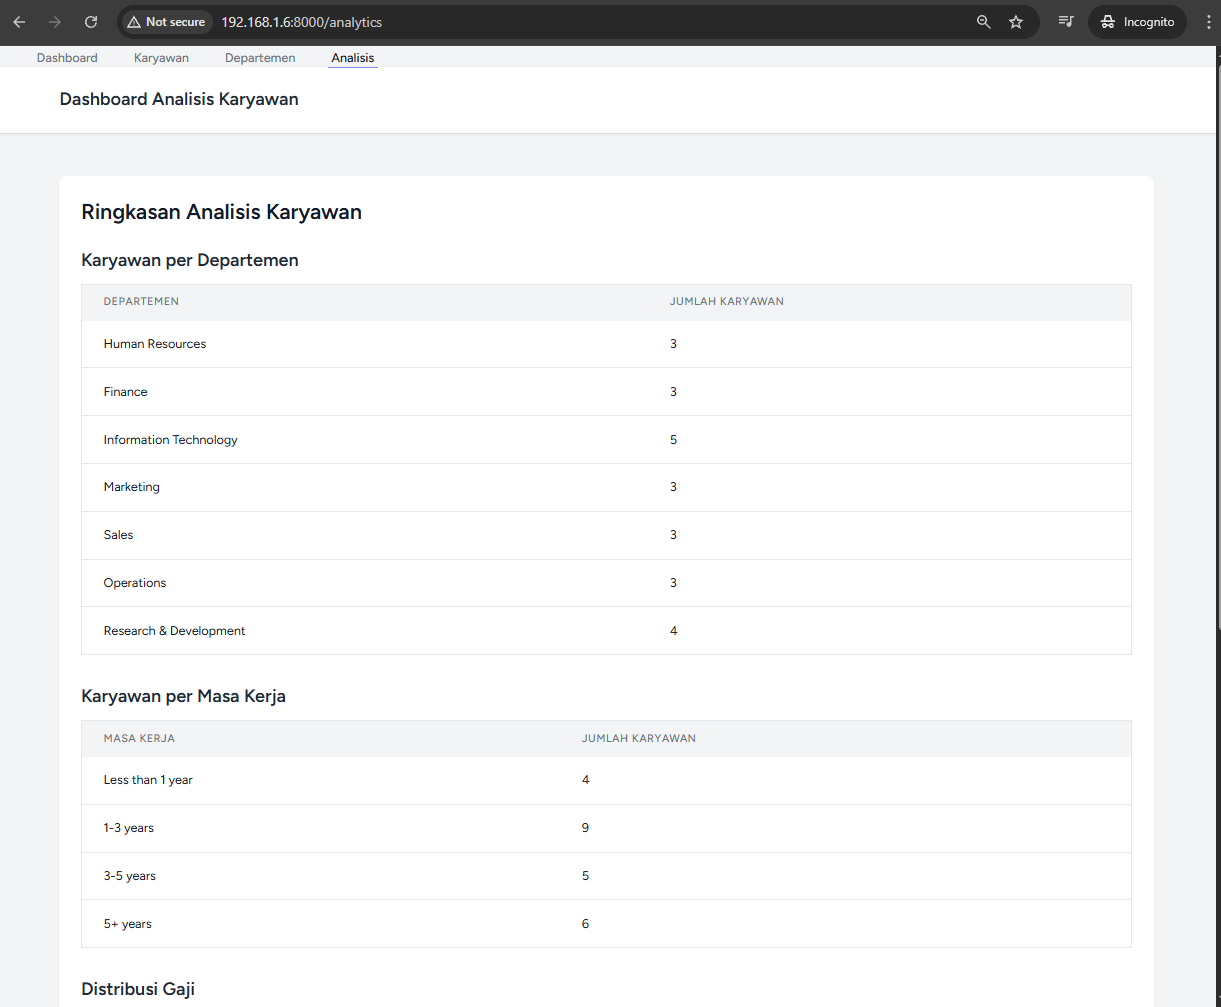 Not secure 192.168.1.6:8000/analytics Incognito
Dashboard Karyawan Departemen Analisis
Dashboard Analisis Karyawan
Ringkasan Analisis Karyawan
Karyawan per Departemen
DEPARTEMEN JUMLAH KARYAWAN
Human Resources 3
Finance 3
Information Technology 5
Marketing 3
Sales 3
Operations 3
Research & Development 4
Karyawan per Masa Kerja
MASA KERJA JUMLAH KARYAWAN
Less than 1 year 4
1-3 years 9
3-5 years 5
5+ years 6
Distribusi Gaji